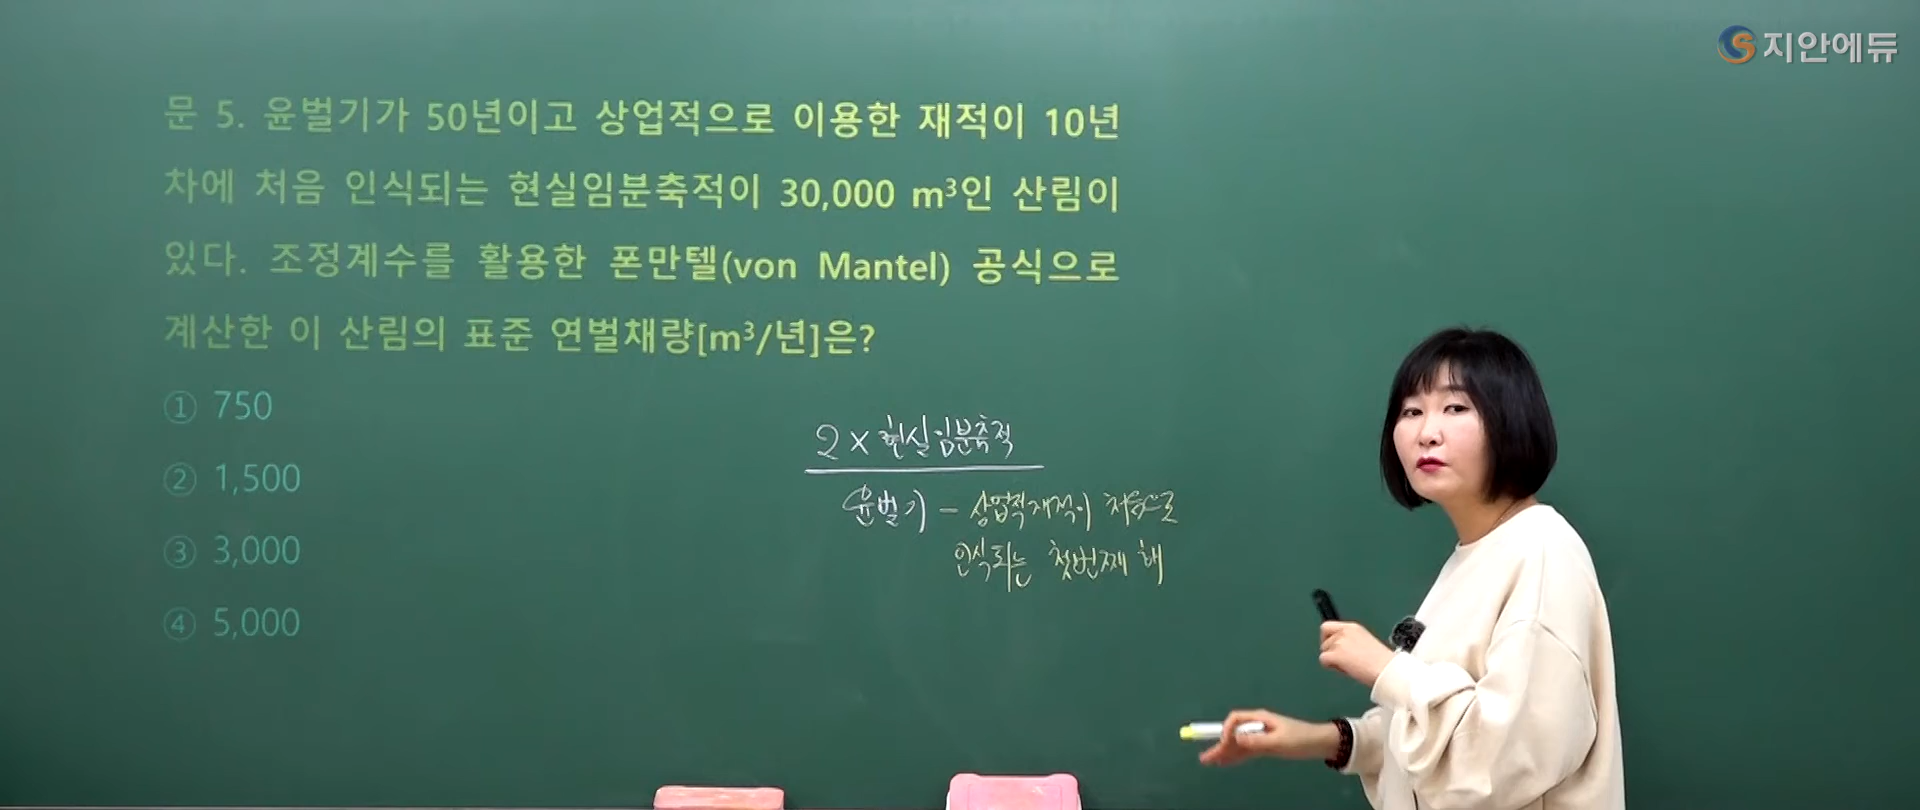 지안에듀
문 5. 윤벌기가 50년이고 상업적으로 이용한 재적이 10년
차에 처음 인식되는 현실임분축적이 30,000 m³인 산림이
있다. 조정계수를 활용한 폰만텔(von Mantel) 공식으로
계산한 이 산림의 표준 연벌채량[m³/년]은?
① 750
② 1,500
③ 3,000
④ 5,000
2 × 현실임분축적
윤벌기 - 상업적재적이 처음으로
인식되는 첫번째 해